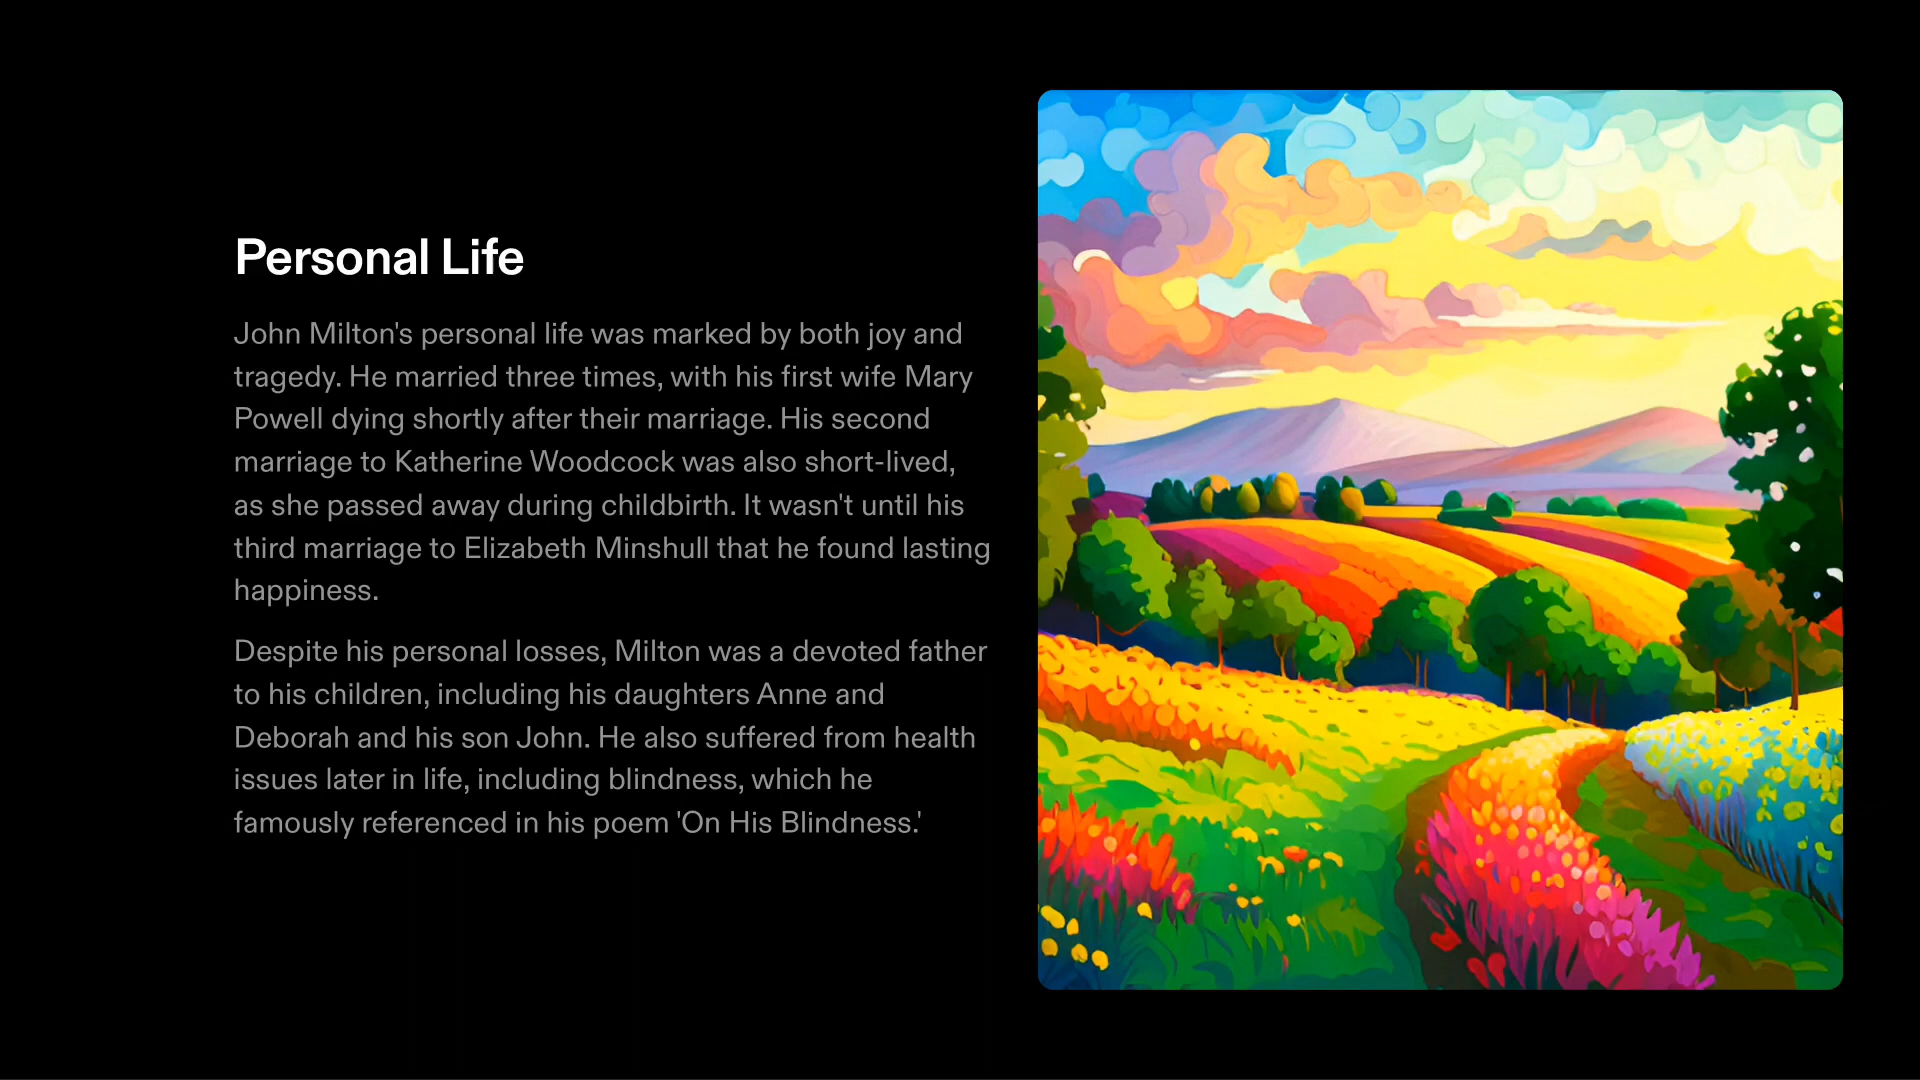 Personal Life
John Milton's personal life was marked by both joy and
tragedy. He married three times, with his first wife Mary
Powell dying shortly after their marriage. His second
marriage to Katherine Woodcock was also short-lived,
as she passed away during childbirth. It wasn't until his
third marriage to Elizabeth Minshull that he found lasting
happiness.
Despite his personal losses, Milton was a devoted father
to his children, including his daughters Anne and
Deborah and his son John. He also suffered from health
issues later in life, including blindness, which he
famously referenced in his poem 'On His Blindness.'